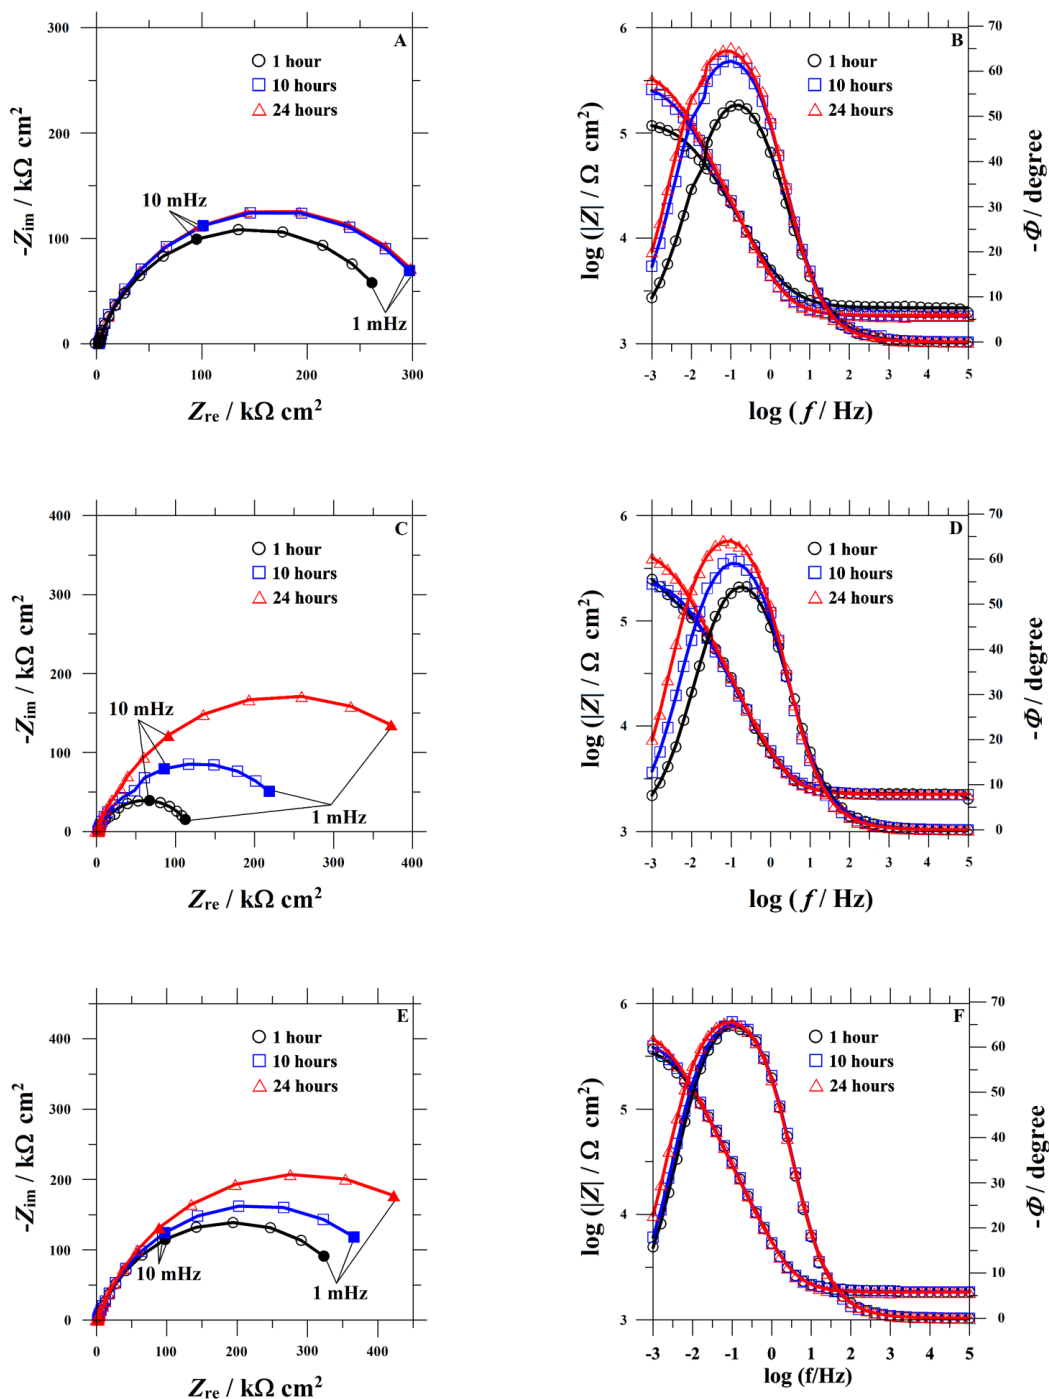 A
300
200
100
0
0
100
200
300
1 hour
10 hours
24 hours
10 mHz
1 mHz
-Zim / kΩ cm2
Zre / kΩ cm2
B
6
5
4
3
70
60
50
40
30
20
10
0
-3
-2
-1
0
1
2
3
4
5
1 hour
10 hours
24 hours
log (|Z| / Ω cm2)
-Φ / degree
log (f / Hz)
C
400
300
200
100
0
0
100
200
300
400
1 hour
10 hours
24 hours
10 mHz
1 mHz
-Zim / kΩ cm2
Zre / kΩ cm2
D
6
5
4
3
70
60
50
40
30
20
10
0
-3
-2
-1
0
1
2
3
4
5
1 hour
10 hours
24 hours
log (|Z| / Ω cm2)
-Φ / degree
log (f / Hz)
E
400
300
200
100
0
0
100
200
300
400
1 hour
10 hours
24 hours
10 mHz
1 mHz
-Zim / kΩ cm2
Zre / kΩ cm2
F
6
5
4
3
70
60
50
40
30
20
10
0
-3
-2
-1
0
1
2
3
4
5
1 hour
10 hours
24 hours
log (|Z| / Ω cm2)
-Φ / degree
log (f/Hz)